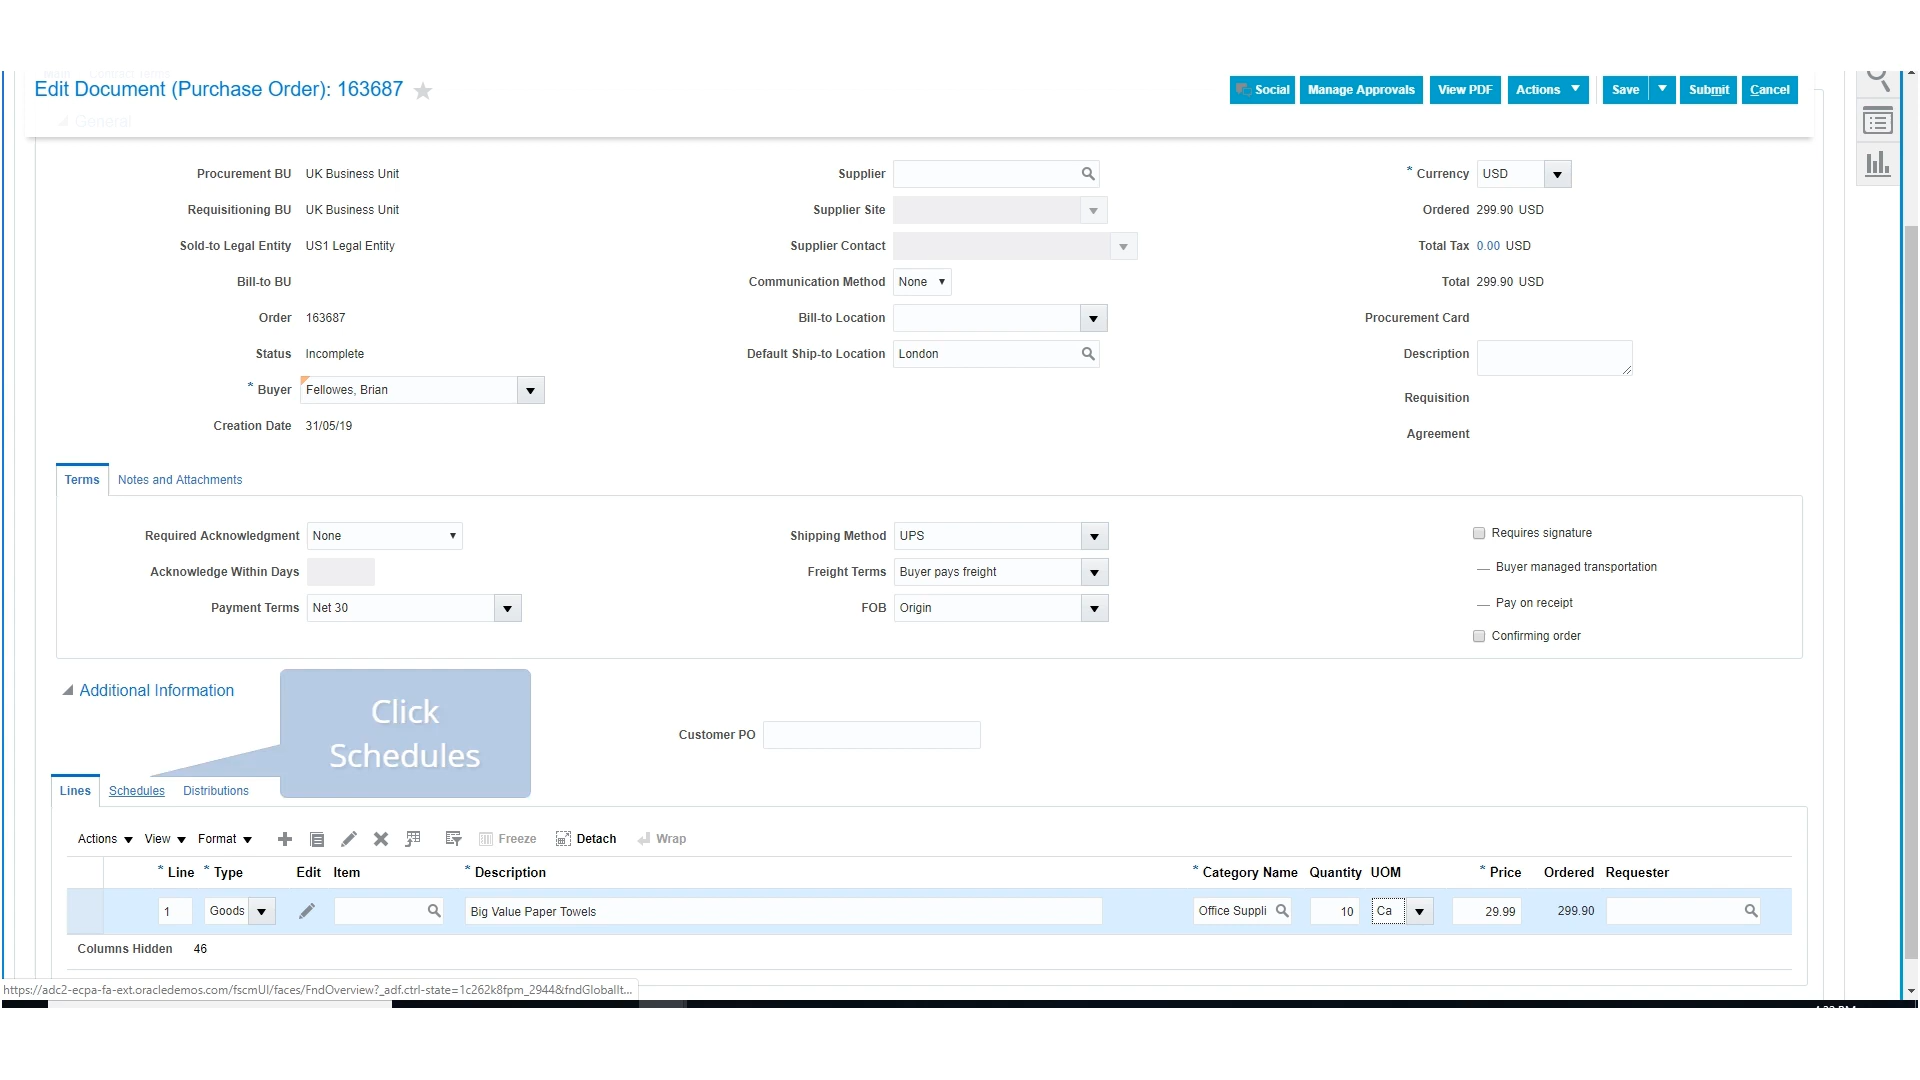 Edit Document (Purchase Order): 163687
Social
Manage Approvals
View PDF
Actions
Save
Submit
Cancel
General
Procurement BU UK Business Unit
Requisitioning BU UK Business Unit
Sold-to Legal Entity US1 Legal Entity
Bill-to BU
Order 163687
Status Incomplete
* Buyer Fellowes, Brian
Creation Date 31/05/19
Supplier
Supplier Site
Supplier Contact
Communication Method None
Bill-to Location
Default Ship-to Location London
* Currency USD
Ordered 299.90 USD
Total Tax 0.00 USD
Total 299.90 USD
Procurement Card
Description
Requisition
Agreement
Terms Notes and Attachments
Required Acknowledgment None
Acknowledge Within Days
Payment Terms Net 30
Shipping Method UPS
Freight Terms Buyer pays freight
FOB Origin
Requires signature
Buyer managed transportation
Pay on receipt
Confirming order
Additional Information
Click
Schedules
Customer PO
Lines Schedules Distributions
Actions View Format Freeze Detach Wrap
* Line * Type Edit Item * Description * Category Name Quantity UOM * Price Ordered Requester
1 Goods Big Value Paper Towels Office Suppli 10 Ca 29.99 299.90
Columns Hidden 46
https://adc2-ecpa-fa-ext.oracledemos.com/fscmUI/faces/FndOverview?_adf.ctrl-state=1c262k8fpm_2944&fndGlobalIt...